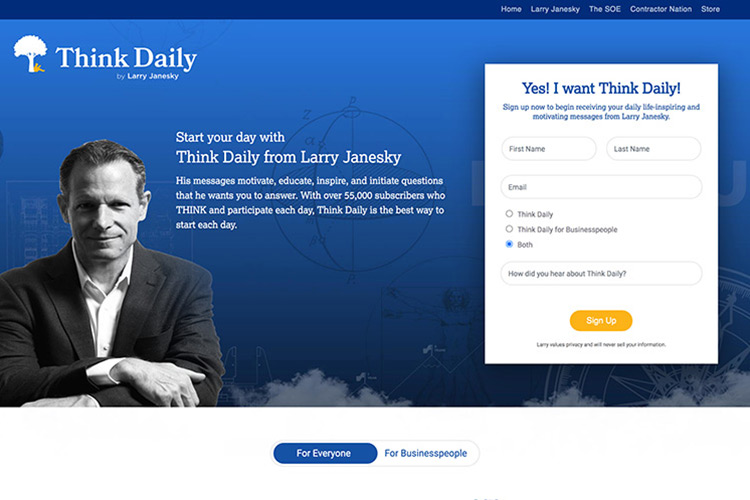 Home Larry Janesky The SOE Contractor Nation Store
Think Daily
by Larry Janesky
Start your day with
Think Daily from Larry Janesky
His messages motivate, educate, inspire, and initiate questions
that he wants you to answer. With over 55,000 subscribers who
THINK and participate each day, Think Daily is the best way to
start each day.
Yes! I want Think Daily!
Sign up now to begin receiving your daily life-inspiring and
motivating messages from Larry Janesky.
First Name Last Name
Email
Think Daily
Think Daily for Businesspeople
Both
How did you hear about Think Daily?
Sign Up
Larry values privacy and will never sell your information.
For Everyone For Businesspeople